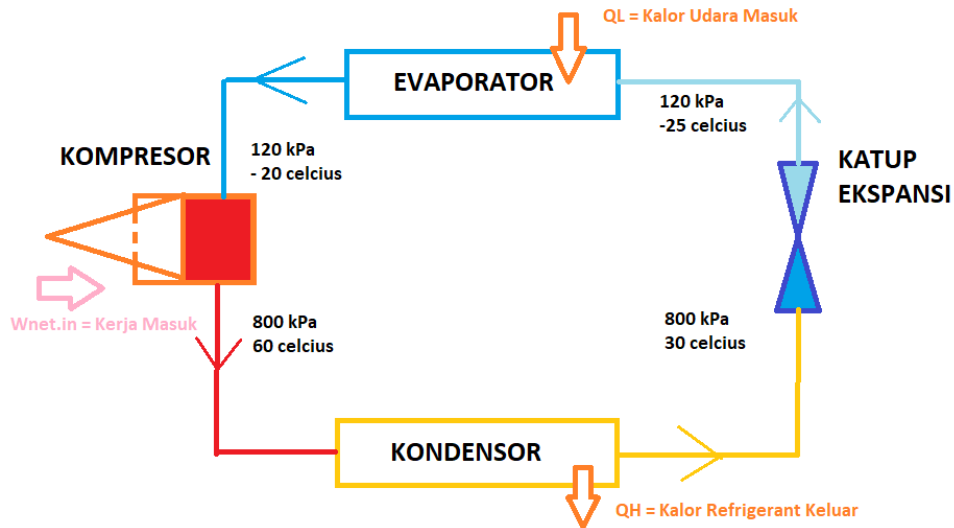 QL = Kalor Udara Masuk
EVAPORATOR
120 kPa
-25 celcius
KOMPRESOR
120 kPa
- 20 celcius
KATUP
EKSPANSI
Wnet.in = Kerja Masuk
800 kPa
60 celcius
800 kPa
30 celcius
KONDENSOR
QH = Kalor Refrigerant Keluar